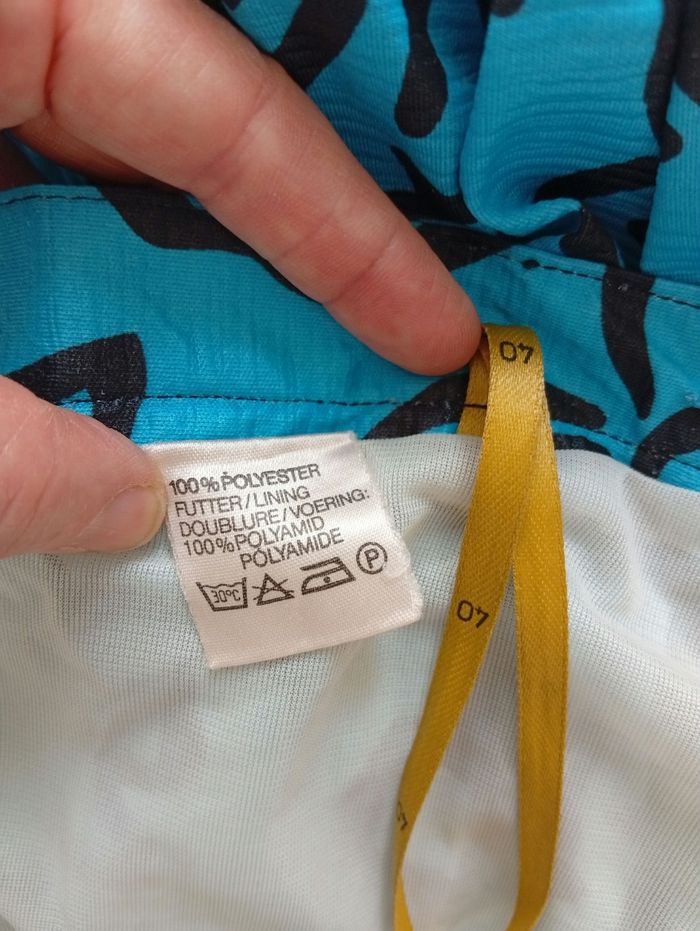 40
100% POLYESTER
FUTTER/LINING
DOUBLURE/VOERING:
100% POLYAMID
POLYAMIDE
30°C
P
40